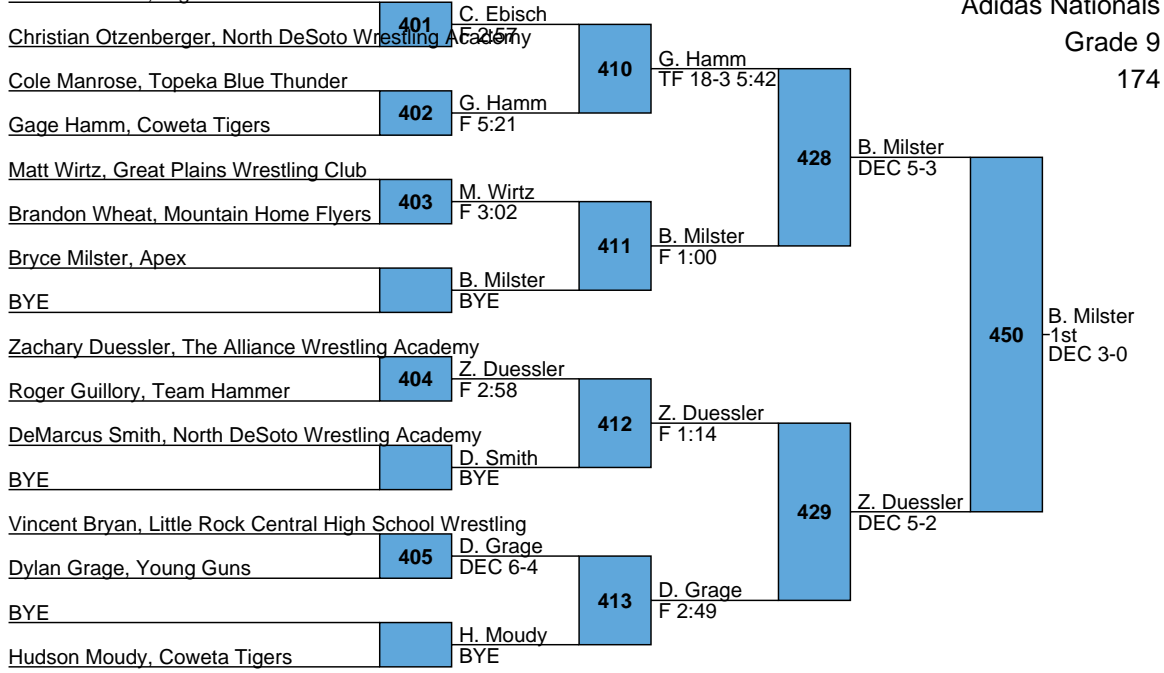 Adidas Nationals
Grade 9
174
401
C. Ebisch
F 2:57
Christian Otzenberger, North DeSoto Wrestling Academy
410
G. Hamm
TF 18-3 5:42
Cole Manrose, Topeka Blue Thunder
402
G. Hamm
F 5:21
Gage Hamm, Coweta Tigers
428
B. Milster
DEC 5-3
Matt Wirtz, Great Plains Wrestling Club
403
M. Wirtz
F 3:02
Brandon Wheat, Mountain Home Flyers
411
B. Milster
F 1:00
Bryce Milster, Apex
B. Milster
BYE
BYE
450
B. Milster
1st
DEC 3-0
Zachary Duessler, The Alliance Wrestling Academy
404
Z. Duessler
F 2:58
Roger Guillory, Team Hammer
412
Z. Duessler
F 1:14
DeMarcus Smith, North DeSoto Wrestling Academy
D. Smith
BYE
BYE
429
Z. Duessler
DEC 5-2
Vincent Bryan, Little Rock Central High School Wrestling
405
D. Grage
DEC 6-4
Dylan Grage, Young Guns
413
D. Grage
F 2:49
BYE
H. Moudy
BYE
Hudson Moudy, Coweta Tigers